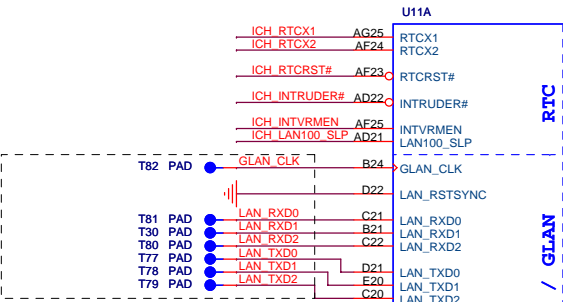 U11A
ICH_RTCX1 AG25 RTCX1
ICH_RTCX2 AF24 RTCX2
ICH_RTCRST# AF23 RTCRST#
ICH_INTRUDER# AD22 INTRUDER#
ICH_INTVRMEN AF25 INTVRMEN
ICH_LAN100_SLP AD21 LAN100_SLP
RTC
T82 PAD GLAN_CLK B24 GLAN_CLK
D22 LAN_RSTSYNC
T81 PAD LAN_RXD0 C21 LAN_RXD0
T30 PAD LAN_RXD1 B21 LAN_RXD1
T80 PAD LAN_RXD2 C22 LAN_RXD2
T77 PAD LAN_TXD0 D21 LAN_TXD0
T78 PAD LAN_TXD1 E20 LAN_TXD1
T79 PAD LAN_TXD2 C20 LAN_TXD2
/ GLAN